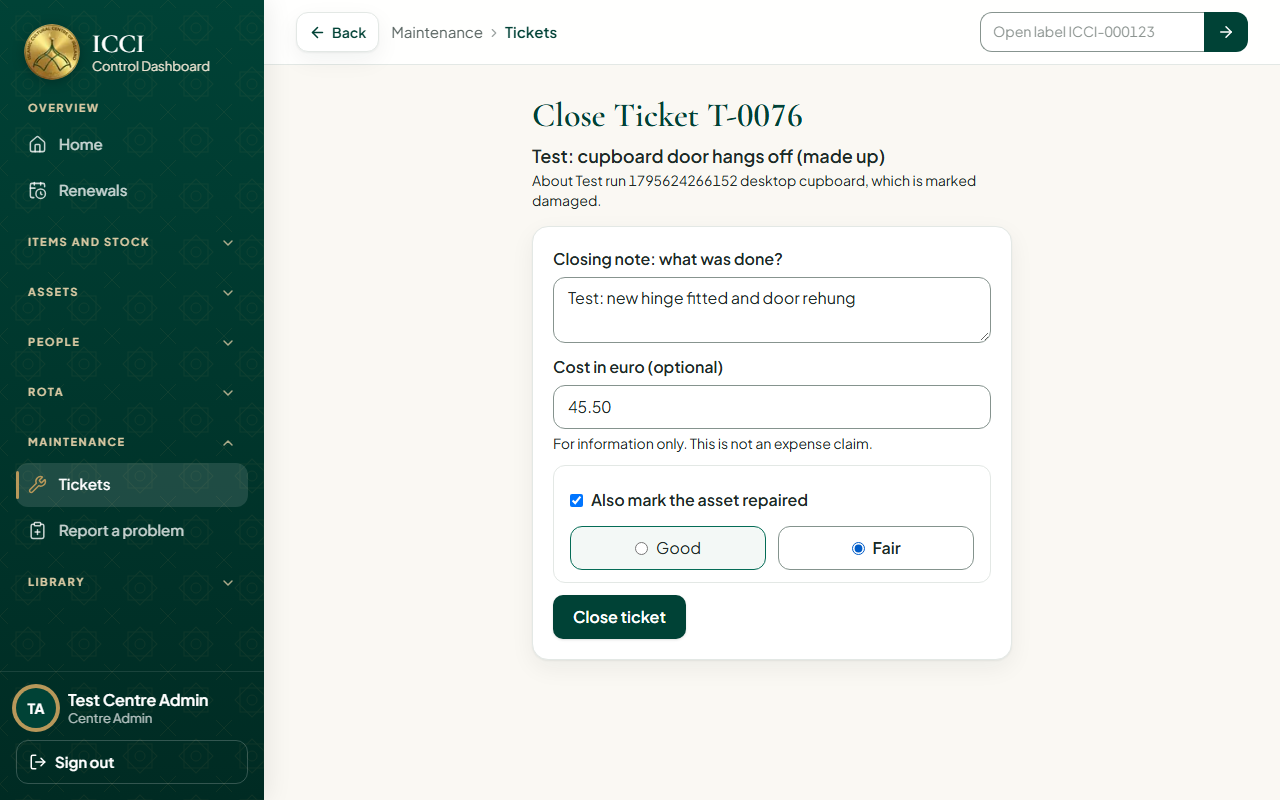 ICCI
Control Dashboard
OVERVIEW
Home
Renewals
ITEMS AND STOCK
ASSETS
PEOPLE
ROTA
MAINTENANCE
Tickets
Report a problem
LIBRARY
TA
Test Centre Admin
Centre Admin
Sign out
Back
Maintenance > Tickets
Open label ICCI-000123
Close Ticket T-0076
Test: cupboard door hangs off (made up)
About Test run 1795624266152 desktop cupboard, which is marked
damaged.
Closing note: what was done?
Test: new hinge fitted and door rehung
Cost in euro (optional)
45.50
For information only. This is not an expense claim.
Also mark the asset repaired
Good
Fair
Close ticket